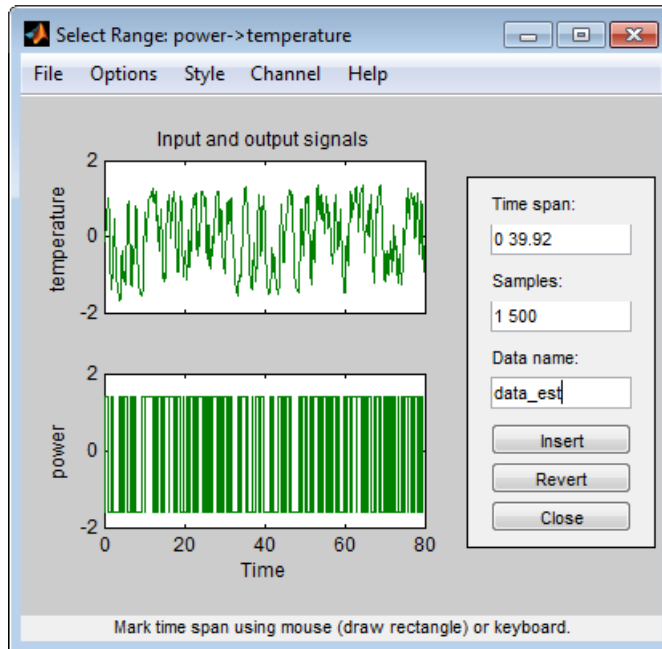 Select Range: power->temperature
File Options Style Channel Help
Input and output signals
2
0
-2
temperature
2
0
-2
power
0 20 40 60 80
Time
Time span:
0 39.92
Samples:
1 500
Data name:
data_est
Insert
Revert
Close
Mark time span using mouse (draw rectangle) or keyboard.